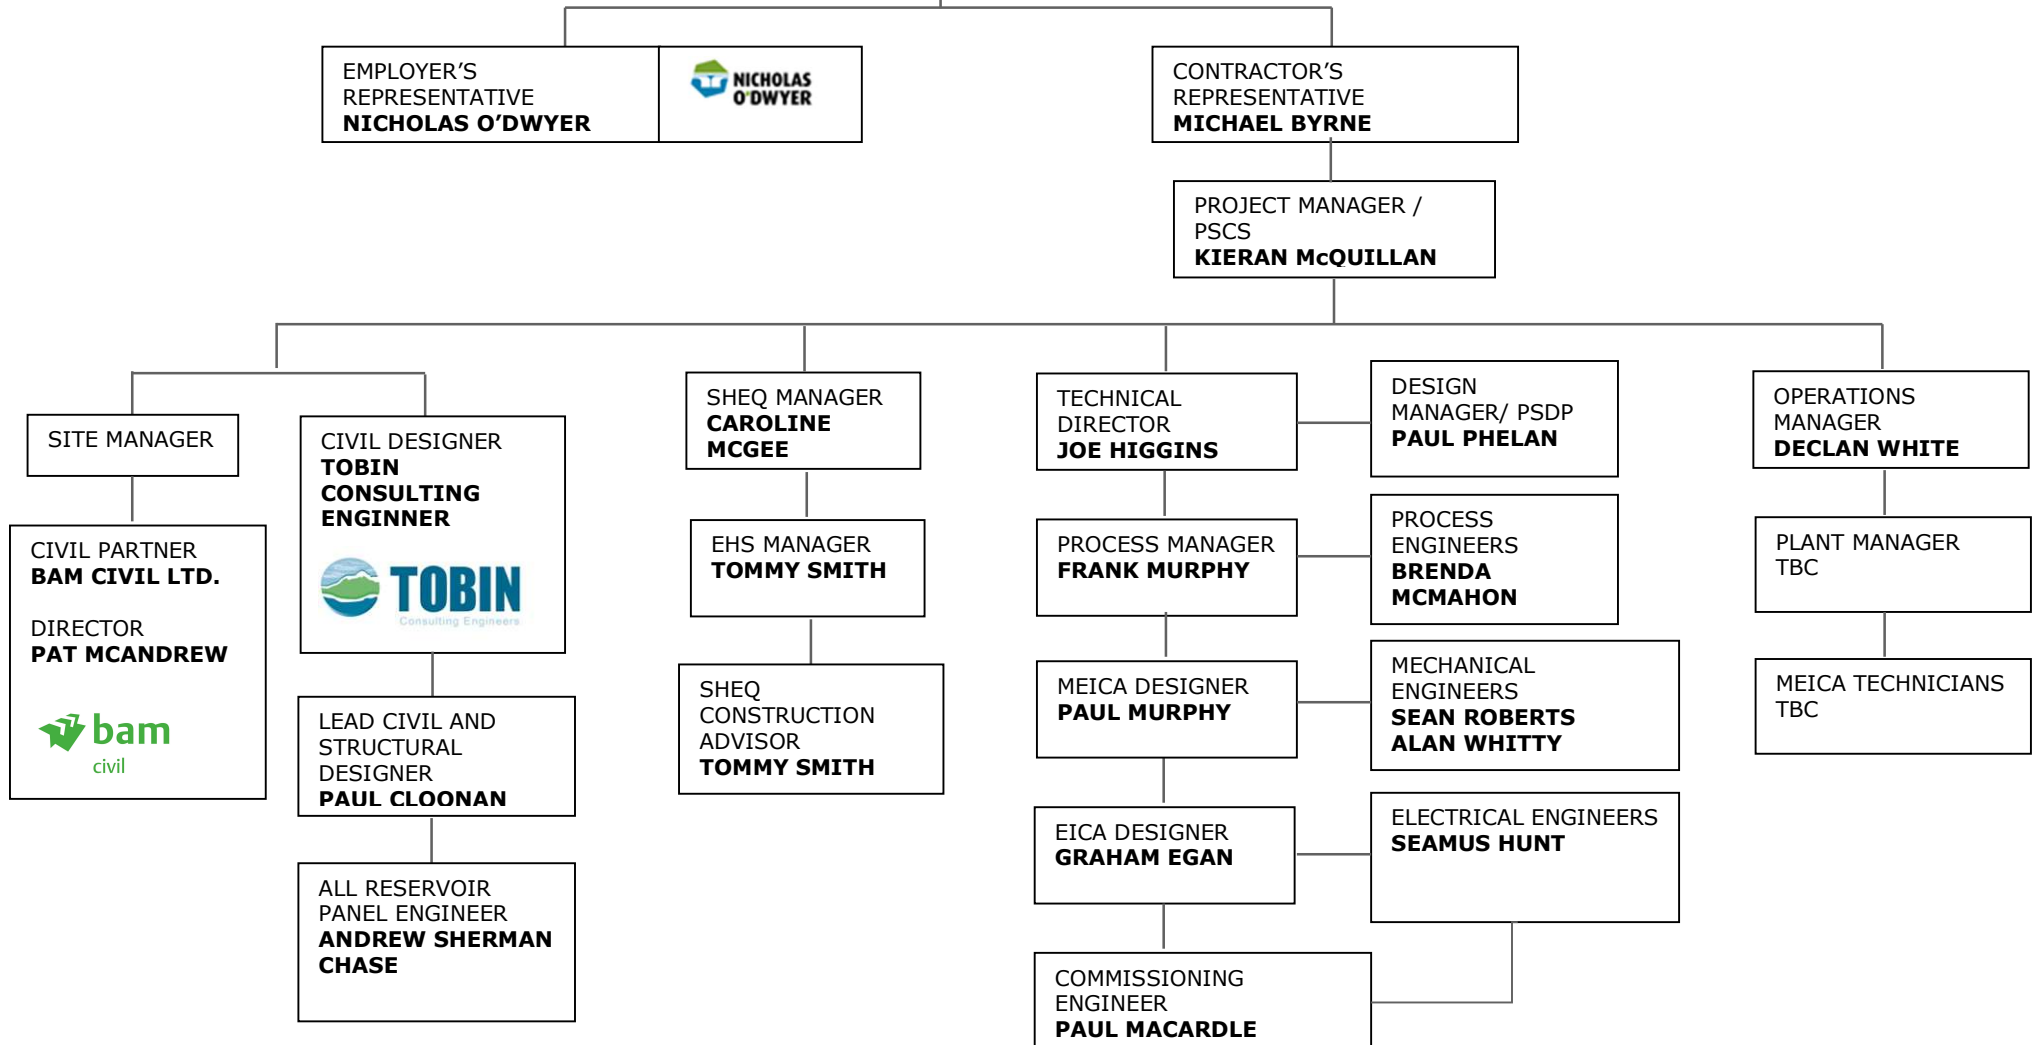 EMPLOYER'S
REPRESENTATIVE
NICHOLAS O'DWYER
NICHOLAS
O'DWYER
CONTRACTOR'S
REPRESENTATIVE
MICHAEL BYRNE
PROJECT MANAGER /
PSCS
KIERAN McQUILLAN
SITE MANAGER
CIVIL PARTNER
BAM CIVIL LTD.
DIRECTOR
PAT MCANDREW
bam
civil
CIVIL DESIGNER
TOBIN
CONSULTING
ENGINNER
TOBIN
Consulting Engineers
LEAD CIVIL AND
STRUCTURAL
DESIGNER
PAUL CLOONAN
ALL RESERVOIR
PANEL ENGINEER
ANDREW SHERMAN
CHASE
SHEQ MANAGER
CAROLINE
MCGEE
EHS MANAGER
TOMMY SMITH
SHEQ
CONSTRUCTION
ADVISOR
TOMMY SMITH
TECHNICAL
DIRECTOR
JOE HIGGINS
DESIGN
MANAGER/ PSDP
PAUL PHELAN
PROCESS MANAGER
FRANK MURPHY
PROCESS
ENGINEERS
BRENDA
MCMAHON
MEICA DESIGNER
PAUL MURPHY
MECHANICAL
ENGINEERS
SEAN ROBERTS
ALAN WHITTY
EICA DESIGNER
GRAHAM EGAN
ELECTRICAL ENGINEERS
SEAMUS HUNT
COMMISSIONING
ENGINEER
PAUL MACARDLE
OPERATIONS
MANAGER
DECLAN WHITE
PLANT MANAGER
TBC
MEICA TECHNICIANS
TBC